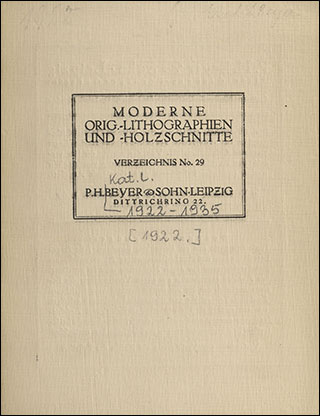 MODERNE
ORIG.-LITHOGRAPHIEN
UND -HOLZSCHNITTE
VERZEICHNIS No. 29
Kat. L.
P.H.BEYER & SOHN-LEIPZIG
DITTRICHRING 22.
1922-1935
[1922.]